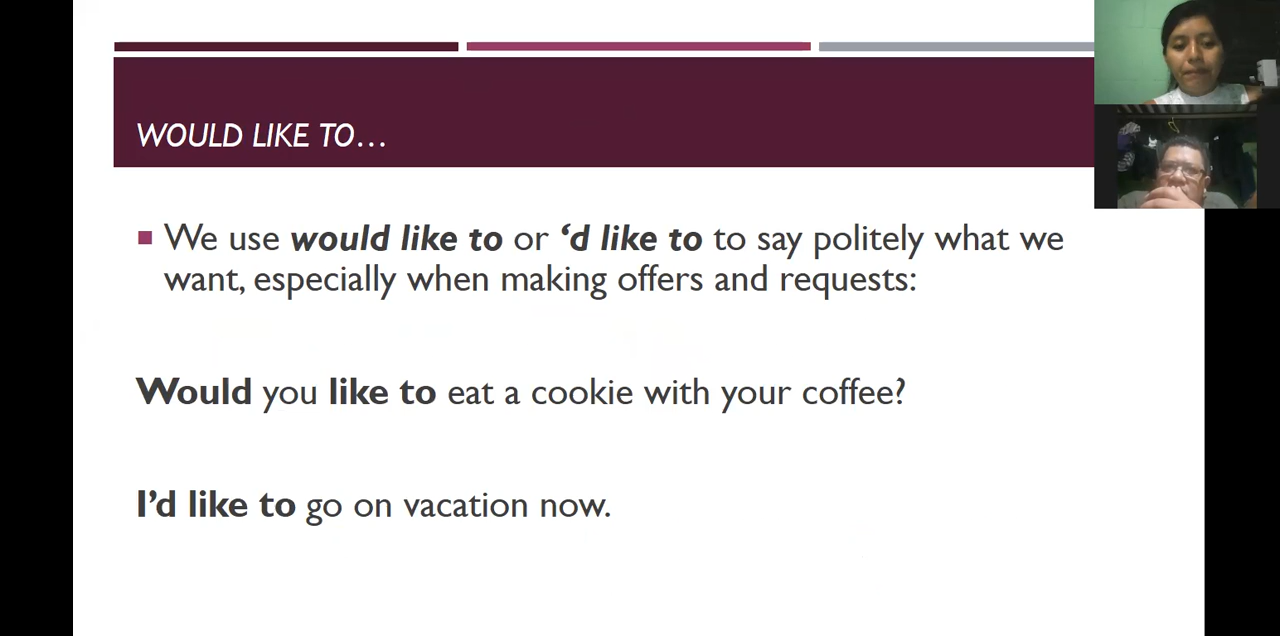 WOULD LIKE TO…
We use would like to or ‘d like to to say politely what we
want, especially when making offers and requests:
Would you like to eat a cookie with your coffee?
I’d like to go on vacation now.